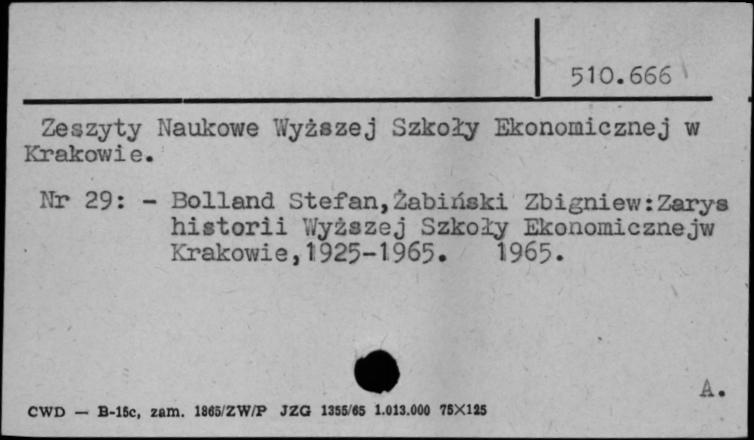 510.666
Zeszyty Naukowe Wyższej Szkoły Ekonomicznej w
Krakowie.
Nr 29: - Bolland Stefan,Żabiński Zbigniew:Zarys
historii Wyższej Szkoły Ekonomicznejw
Krakowie,1925-1965. 1965.
A.
CWD — B-15c, zam. 1865/ZW/P JZG 1355/65 1.013.000 75X125